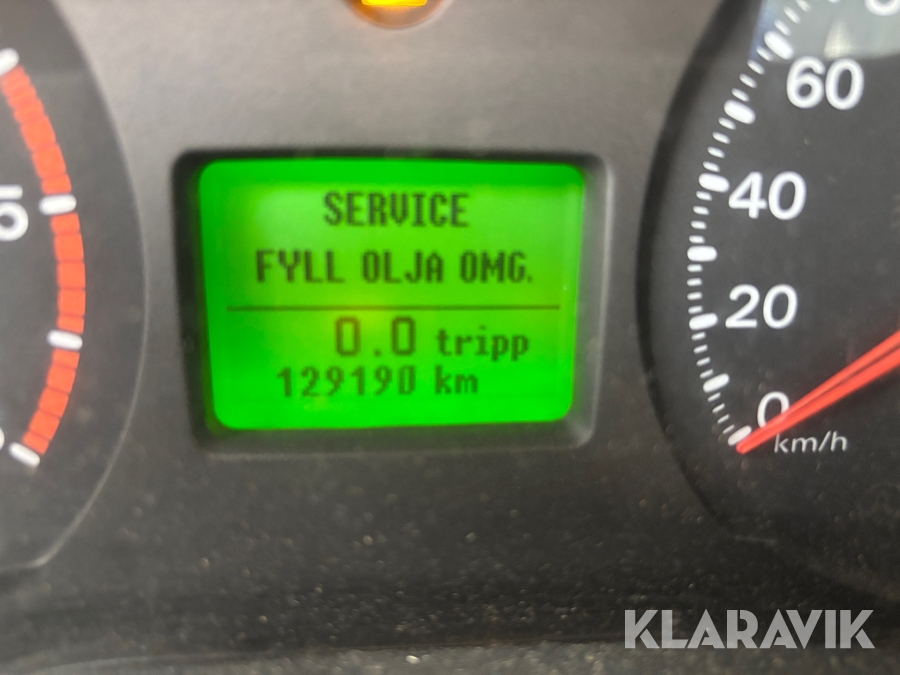 SERVICE
FYLL OLJA OMG.
0.0 tripp
129190 km
60
40
20
0
km/h
KLARAVIK